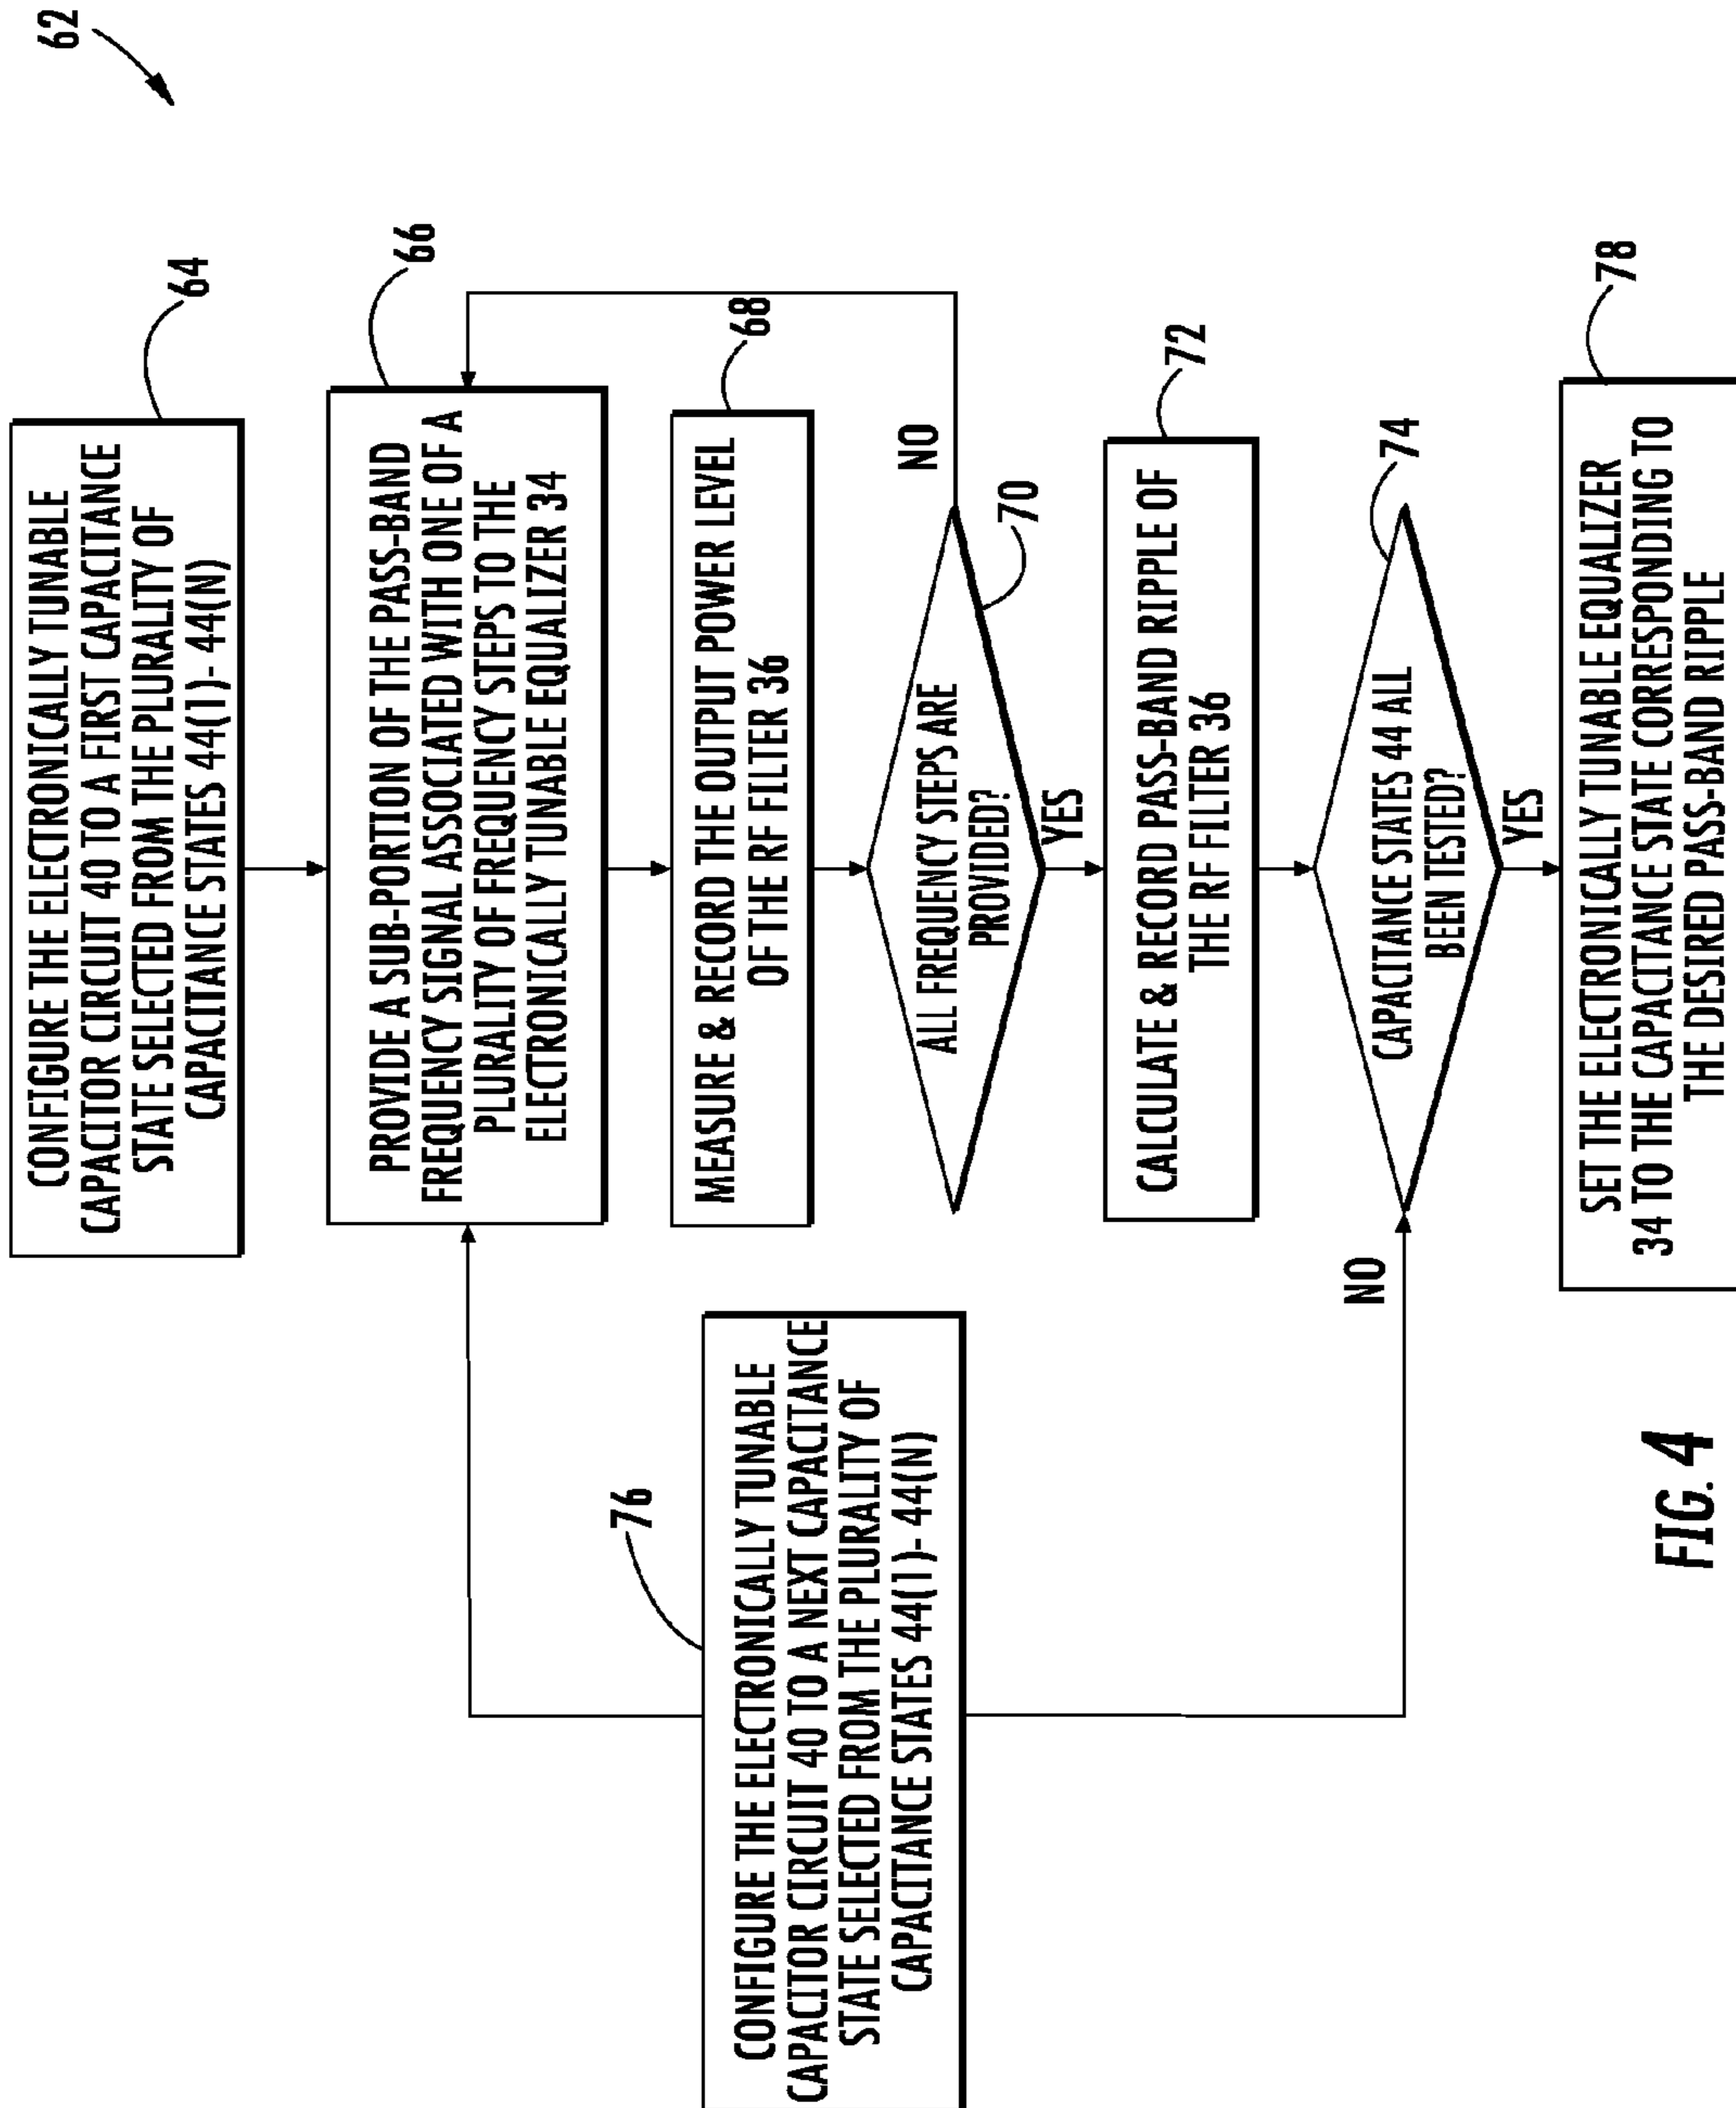 62
CONFIGURE THE ELECTRONICALLY TUNABLE
CAPACITOR CIRCUIT 40 TO A FIRST CAPACITANCE
STATE SELECTED FROM THE PLURALITY OF
CAPACITANCE STATES 44(1)- 44(N)
64
PROVIDE A SUB-PORTION OF THE PASS-BAND
FREQUENCY SIGNAL ASSOCIATED WITH ONE OF A
PLURALITY OF FREQUENCY STEPS TO THE
ELECTRONICALLY TUNABLE EQUALIZER 34
66
MEASURE & RECORD THE OUTPUT POWER LEVEL
OF THE RF FILTER 36
68
ALL FREQUENCY STEPS ARE
PROVIDED?
NO
70
YES
CALCULATE & RECORD PASS-BAND RIPPLE OF
THE RF FILTER 36
72
CAPACITANCE STATES 44 ALL
BEEN TESTED?
74
NO
YES
CONFIGURE THE ELECTRONICALLY TUNABLE
CAPACITOR CIRCUIT 40 TO A NEXT CAPACITANCE
STATE SELECTED FROM THE PLURALITY OF
CAPACITANCE STATES 44(1)- 44(N)
76
SET THE ELECTRONICALLY TUNABLE EQUALIZER
34 TO THE CAPACITANCE STATE CORRESPONDING TO
THE DESIRED PASS-BAND RIPPLE
78
FIG. 4